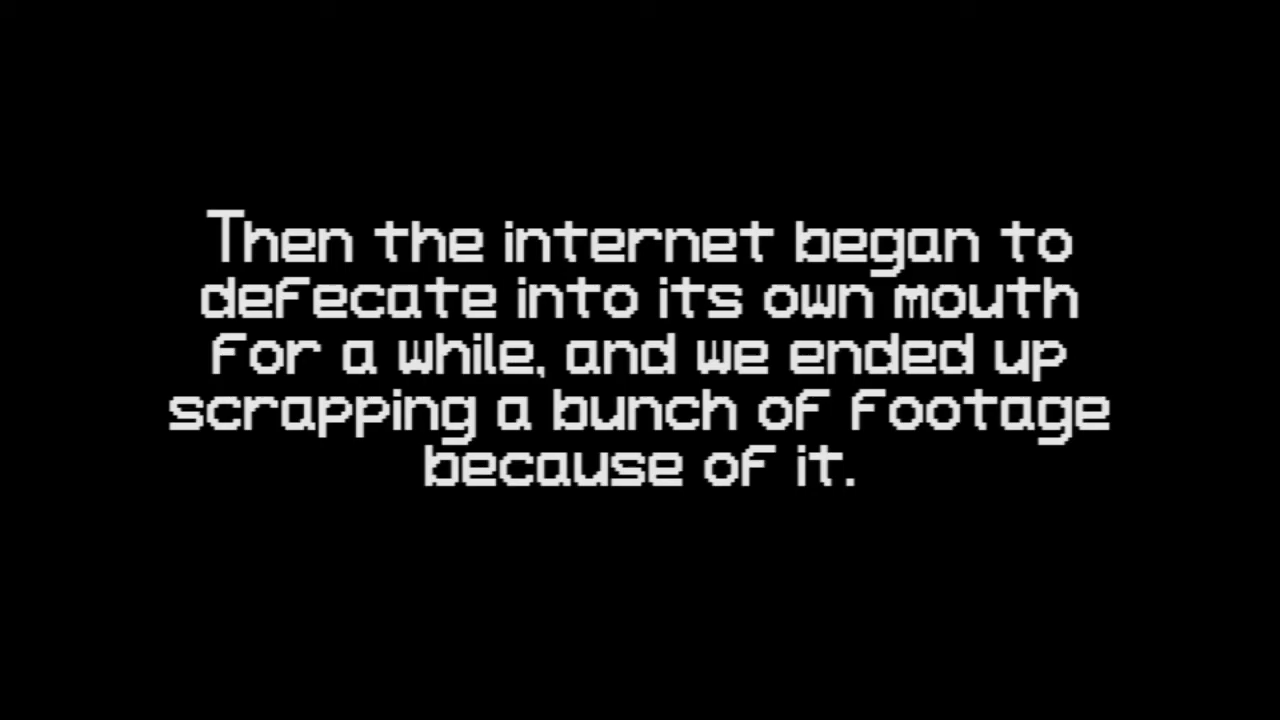 Then the internet began to
defecate into its own mouth
for a while, and we ended up
scrapping a bunch of footage
because of it.